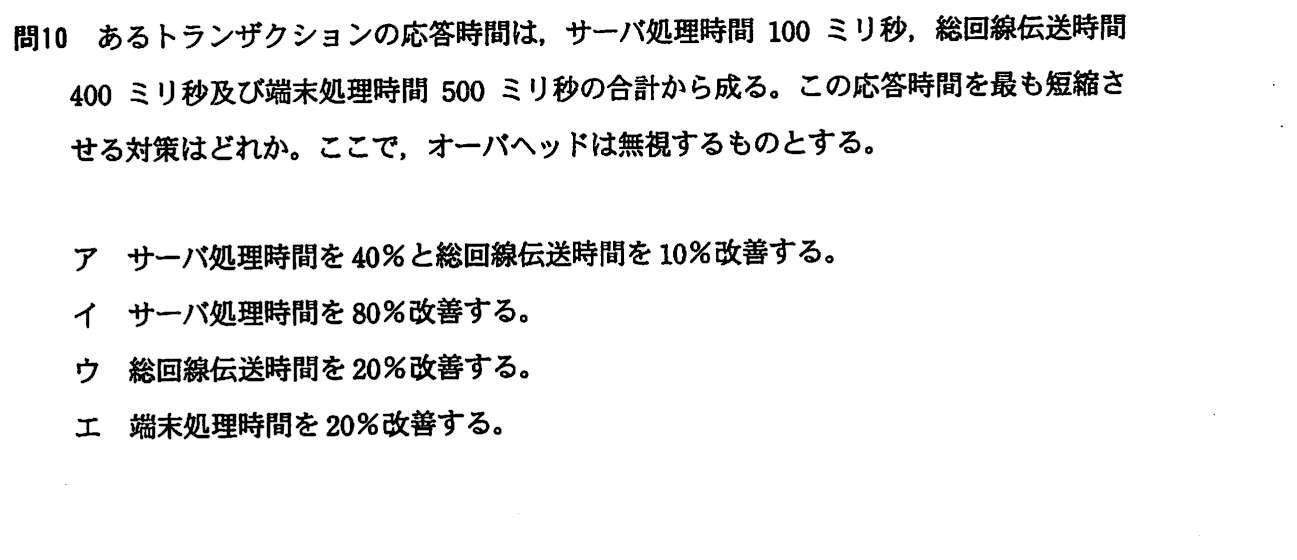 問10 あるトランザクションの応答時間は，サーバ処理時間 100 ミリ秒，総回線伝送時間
400 ミリ秒及び端末処理時間 500 ミリ秒の合計から成る。この応答時間を最も短縮さ
せる対策はどれか。ここで，オーバヘッドは無視するものとする。
ア サーバ処理時間を 40％と総回線伝送時間を 10％改善する。
イ サーバ処理時間を 80％改善する。
ウ 総回線伝送時間を 20％改善する。
エ 端末処理時間を 20％改善する。